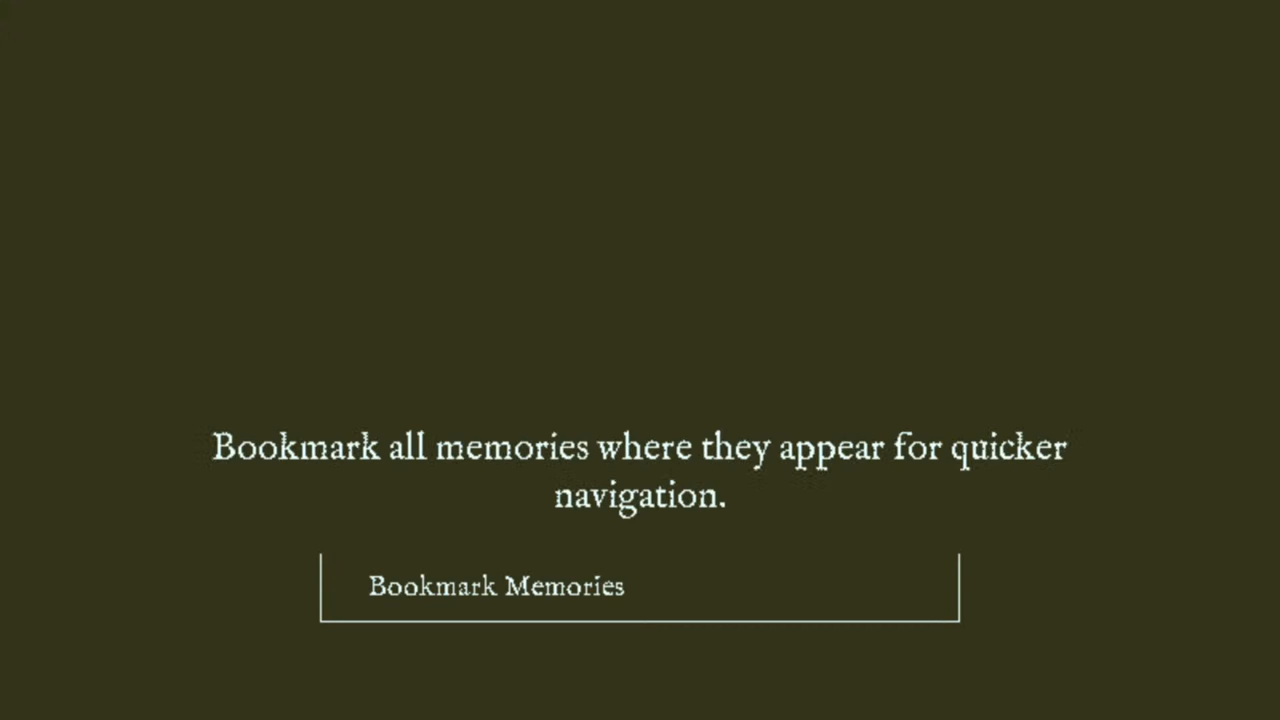 Bookmark all memories where they appear for quicker
navigation.
Bookmark Memories